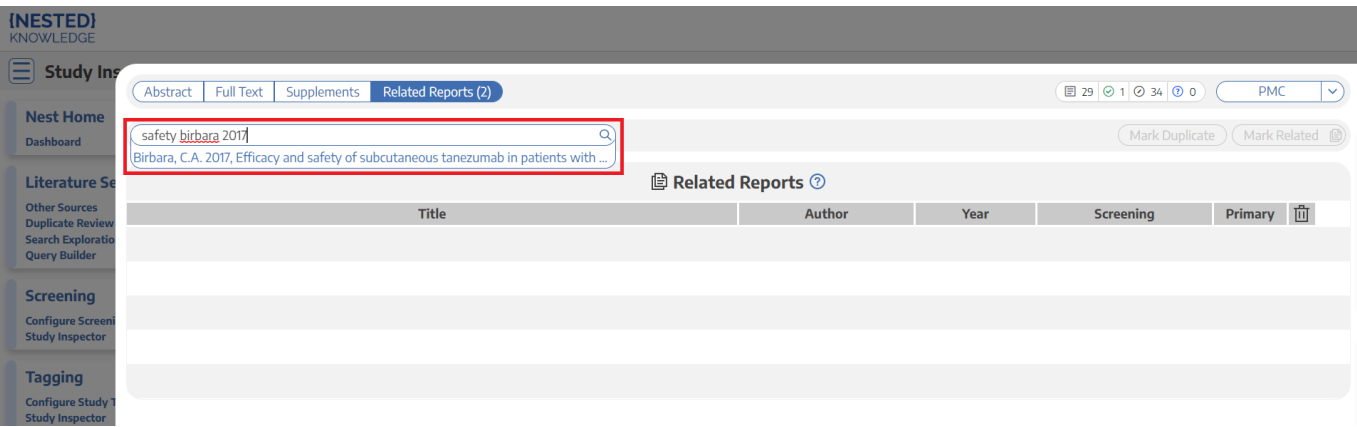 {NESTED}
KNOWLEDGE
Study Ins
Abstract Full Text Supplements Related Reports (2) 29 1 34 0 PMC
Nest Home
Dashboard
safety birbara 2017 Mark Duplicate Mark Related
Birbara, C.A. 2017, Efficacy and safety of subcutaneous tanezumab in patients with ...
Related Reports ?
Literature Se
Other Sources
Duplicate Review
Search Exploratio
Query Builder
Title Author Year Screening Primary
Screening
Configure Screeni
Study Inspector
Tagging
Configure Study T
Study Inspector